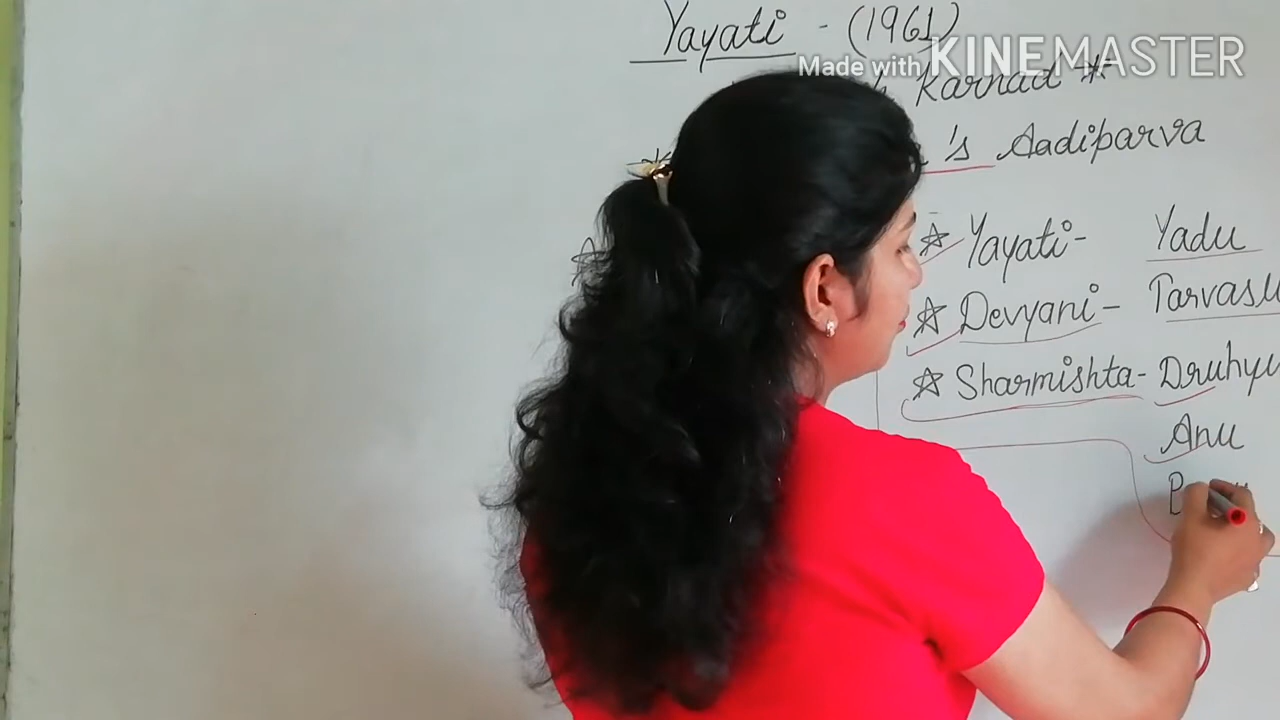 Yayati - (1961)
Made with KINEMASTER
Karnad *
's Aadiparva
☆ Yayati- Yadu
☆ Devyani- Tarvasu
☆ Sharmishta- Druhyu
Anu